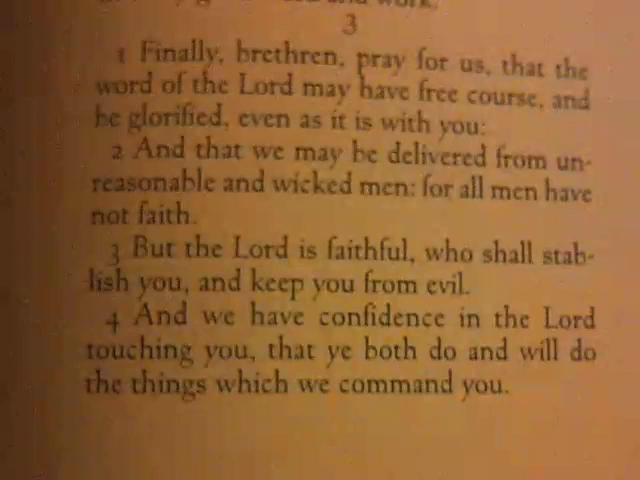 and work.
3
1 Finally, brethren, pray for us, that the
word of the Lord may have free course, and
be glorified, even as it is with you:
2 And that we may be delivered from un-
reasonable and wicked men: for all men have
not faith.
3 But the Lord is faithful, who shall stab-
lish you, and keep you from evil.
4 And we have confidence in the Lord
touching you, that ye both do and will do
the things which we command you.